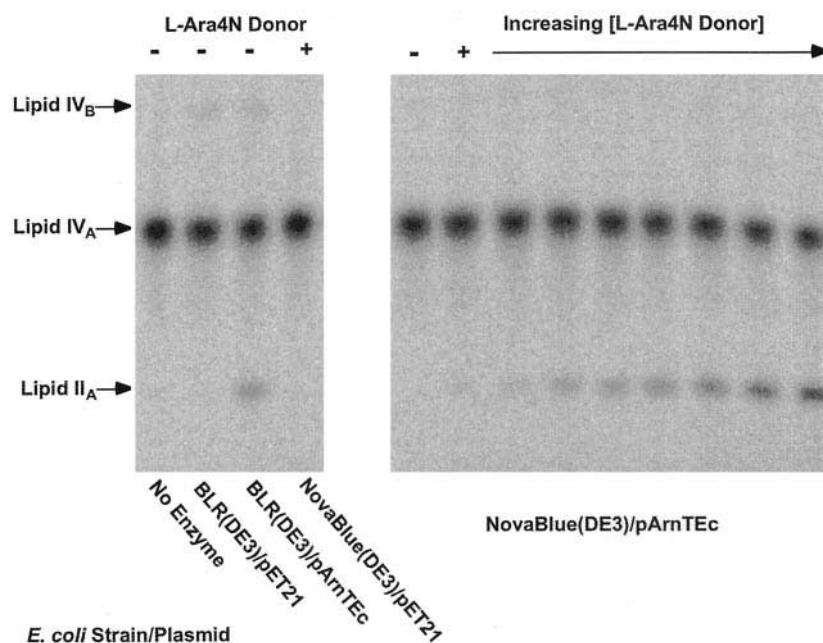 L-Ara4N Donor
- - - +
Increasing [L-Ara4N Donor]
- +
Lipid IVB
Lipid IVA
Lipid IIA
No Enzyme
BLR(DE3)/pET21
BLR(DE3)/pArnTEc
NovaBlue(DE3)/pET21
NovaBlue(DE3)/pArnTEc
E. coli Strain/Plasmid